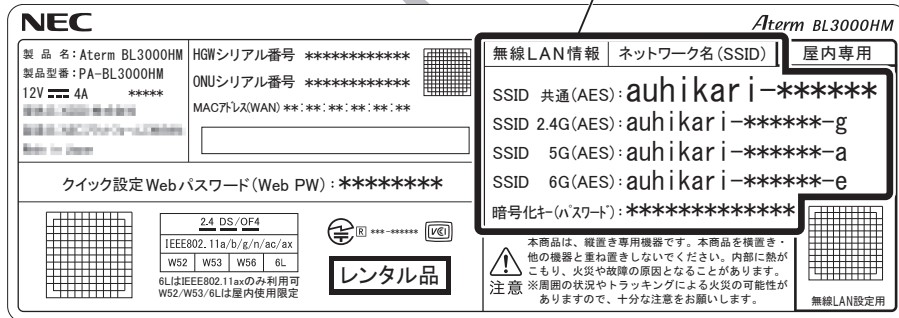 NEC
Aterm BL3000HM
製品名:Aterm BL3000HM
製品型番:PA-BL3000HM
12V 4A *****
HGWシリアル番号 ************
ONUシリアル番号 ************
MACアドレス(WAN) **:**:**:**:**:**
クイック設定Webパスワード(Web PW):********
2.4 DS/OF4
IEEE802.11a/b/g/n/ac/ax
W52 W53 W56 6L
6LはIEEE802.11axのみ利用可
W52/W53/6Lは屋内使用限定
R ***-******
VCI
レンタル品
無線LAN情報 ネットワーク名(SSID) 屋内専用
SSID 共通(AES):auhikari-******
SSID 2.4G(AES):auhikari-******-g
SSID 5G(AES):auhikari-******-a
SSID 6G(AES):auhikari-******-e
暗号化キー(パスワード):*************
注意
本商品は、縦置き専用機器です。本商品を横置き・
他の機器と重ね置きしないでください。内部に熱が
こもり、火災や故障の原因となることがあります。
※周囲の状況やトラッキングによる火災の可能性が
ありますので、十分な注意をお願いします。
無線LAN設定用